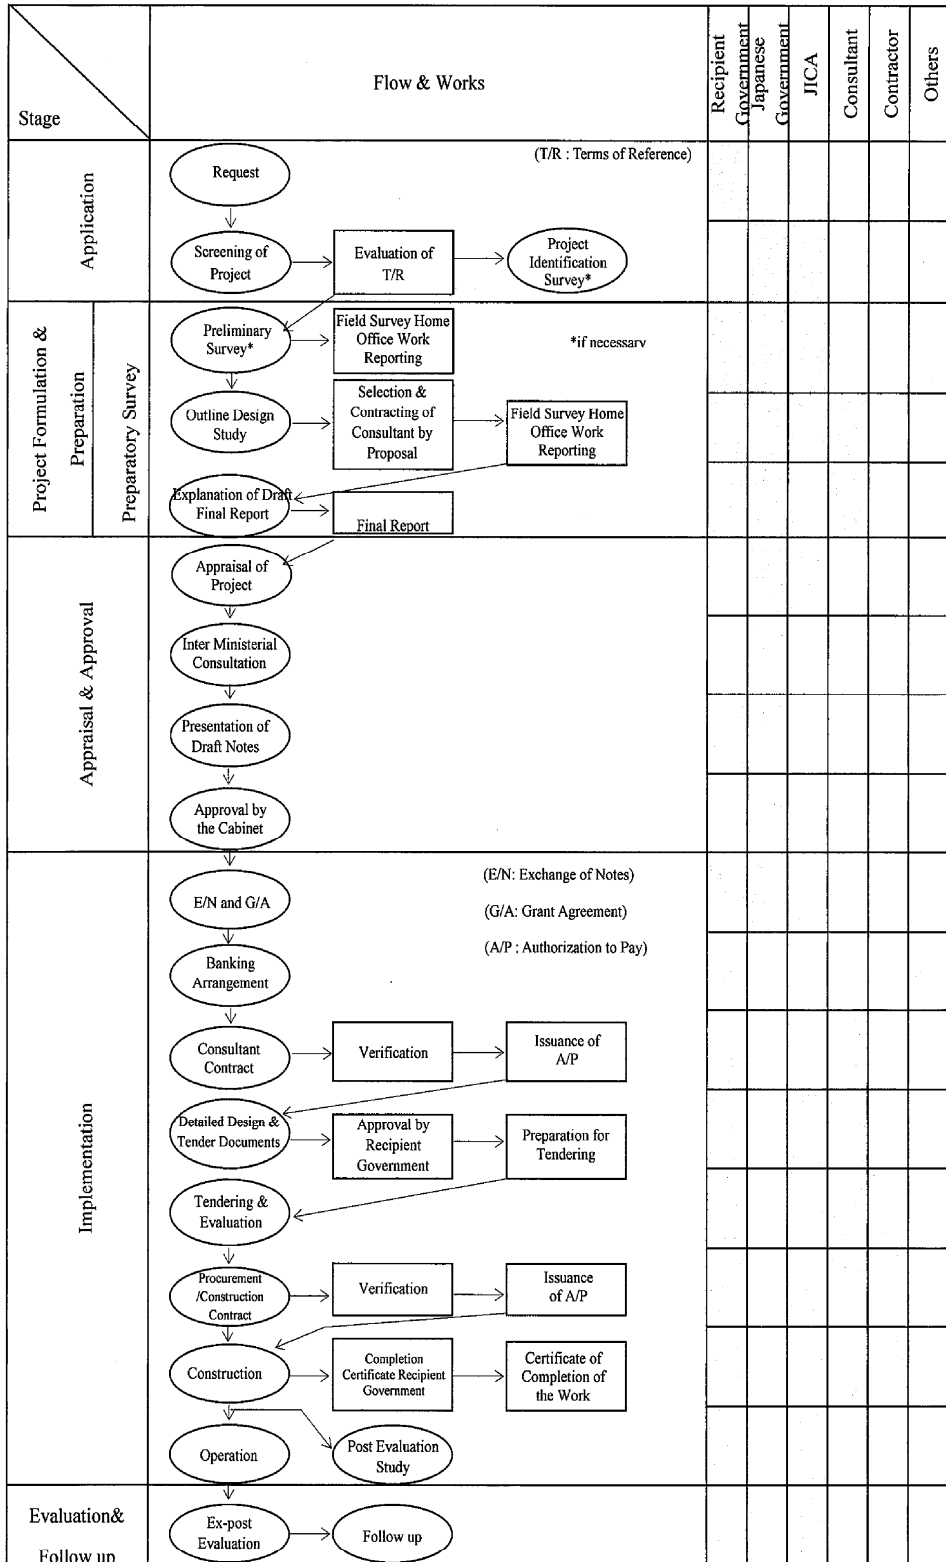 Stage
Flow & Works
Recipient
Government
Japanese
Government
JICA
Consultant
Contractor
Others
Application
(T/R : Terms of Reference)
Request
Screening of
Project
Evaluation of
T/R
Project
Identification
Survey*
Project Formulation &
Preparation
Preparatory Survey
Preliminary
Survey*
Field Survey Home
Office Work
Reporting
*if necessary
Outline Design
Study
Selection &
Contracting of
Consultant by
Proposal
Field Survey Home
Office Work
Reporting
Explanation of Draft
Final Report
Final Report
Appraisal & Approval
Appraisal of
Project
Inter Ministerial
Consultation
Presentation of
Draft Notes
Approval by
the Cabinet
Implementation
(E/N: Exchange of Notes)
E/N and G/A
(G/A: Grant Agreement)
(A/P : Authorization to Pay)
Banking
Arrangement
Consultant
Contract
Verification
Issuance of
A/P
Detailed Design &
Tender Documents
Approval by
Recipient
Government
Preparation for
Tendering
Tendering &
Evaluation
Procurement
/Construction
Contract
Verification
Issuance
of A/P
Construction
Completion
Certificate Recipient
Government
Certificate of
Completion of
the Work
Operation
Post Evaluation
Study
Evaluation&
Follow up
Ex-post
Evaluation
Follow up